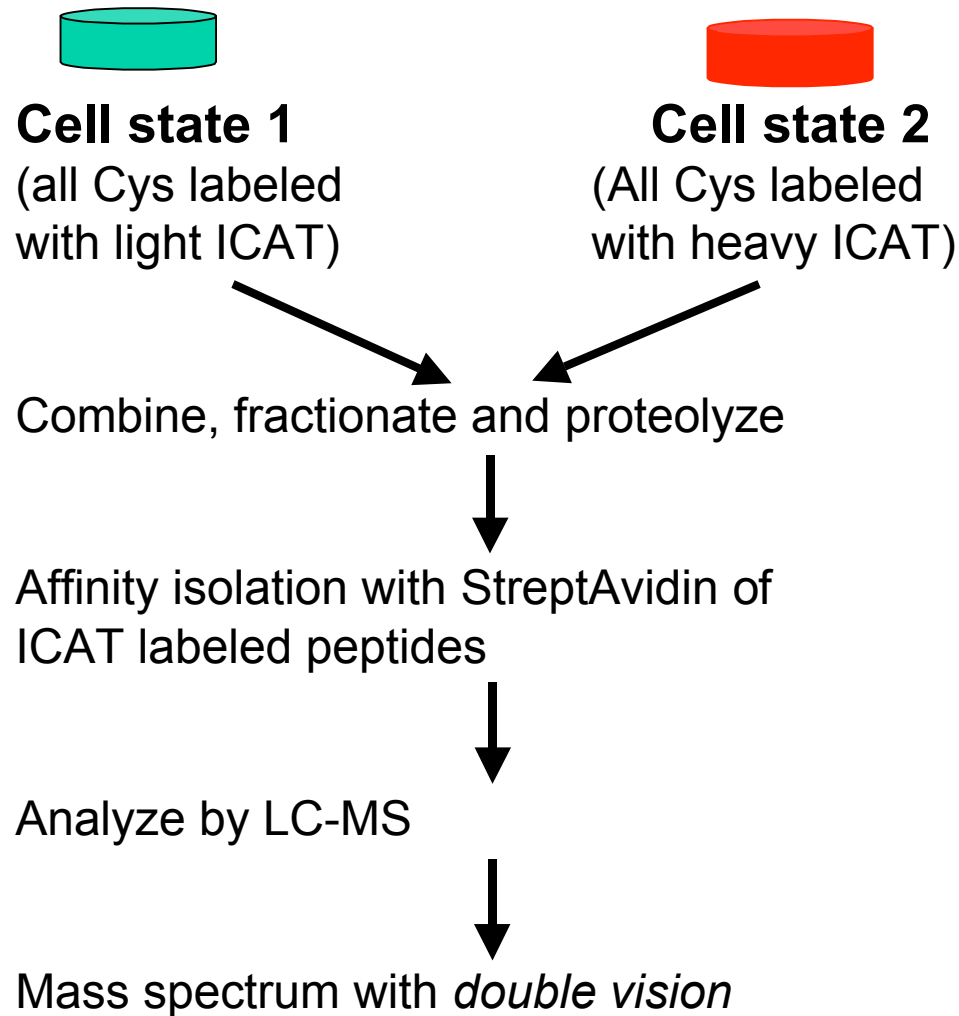 Cell state 1
(all Cys labeled
with light ICAT)
Cell state 2
(All Cys labeled
with heavy ICAT)
Combine, fractionate and proteolyze
Affinity isolation with StreptAvidin of
ICAT labeled peptides
Analyze by LC-MS
Mass spectrum with double vision